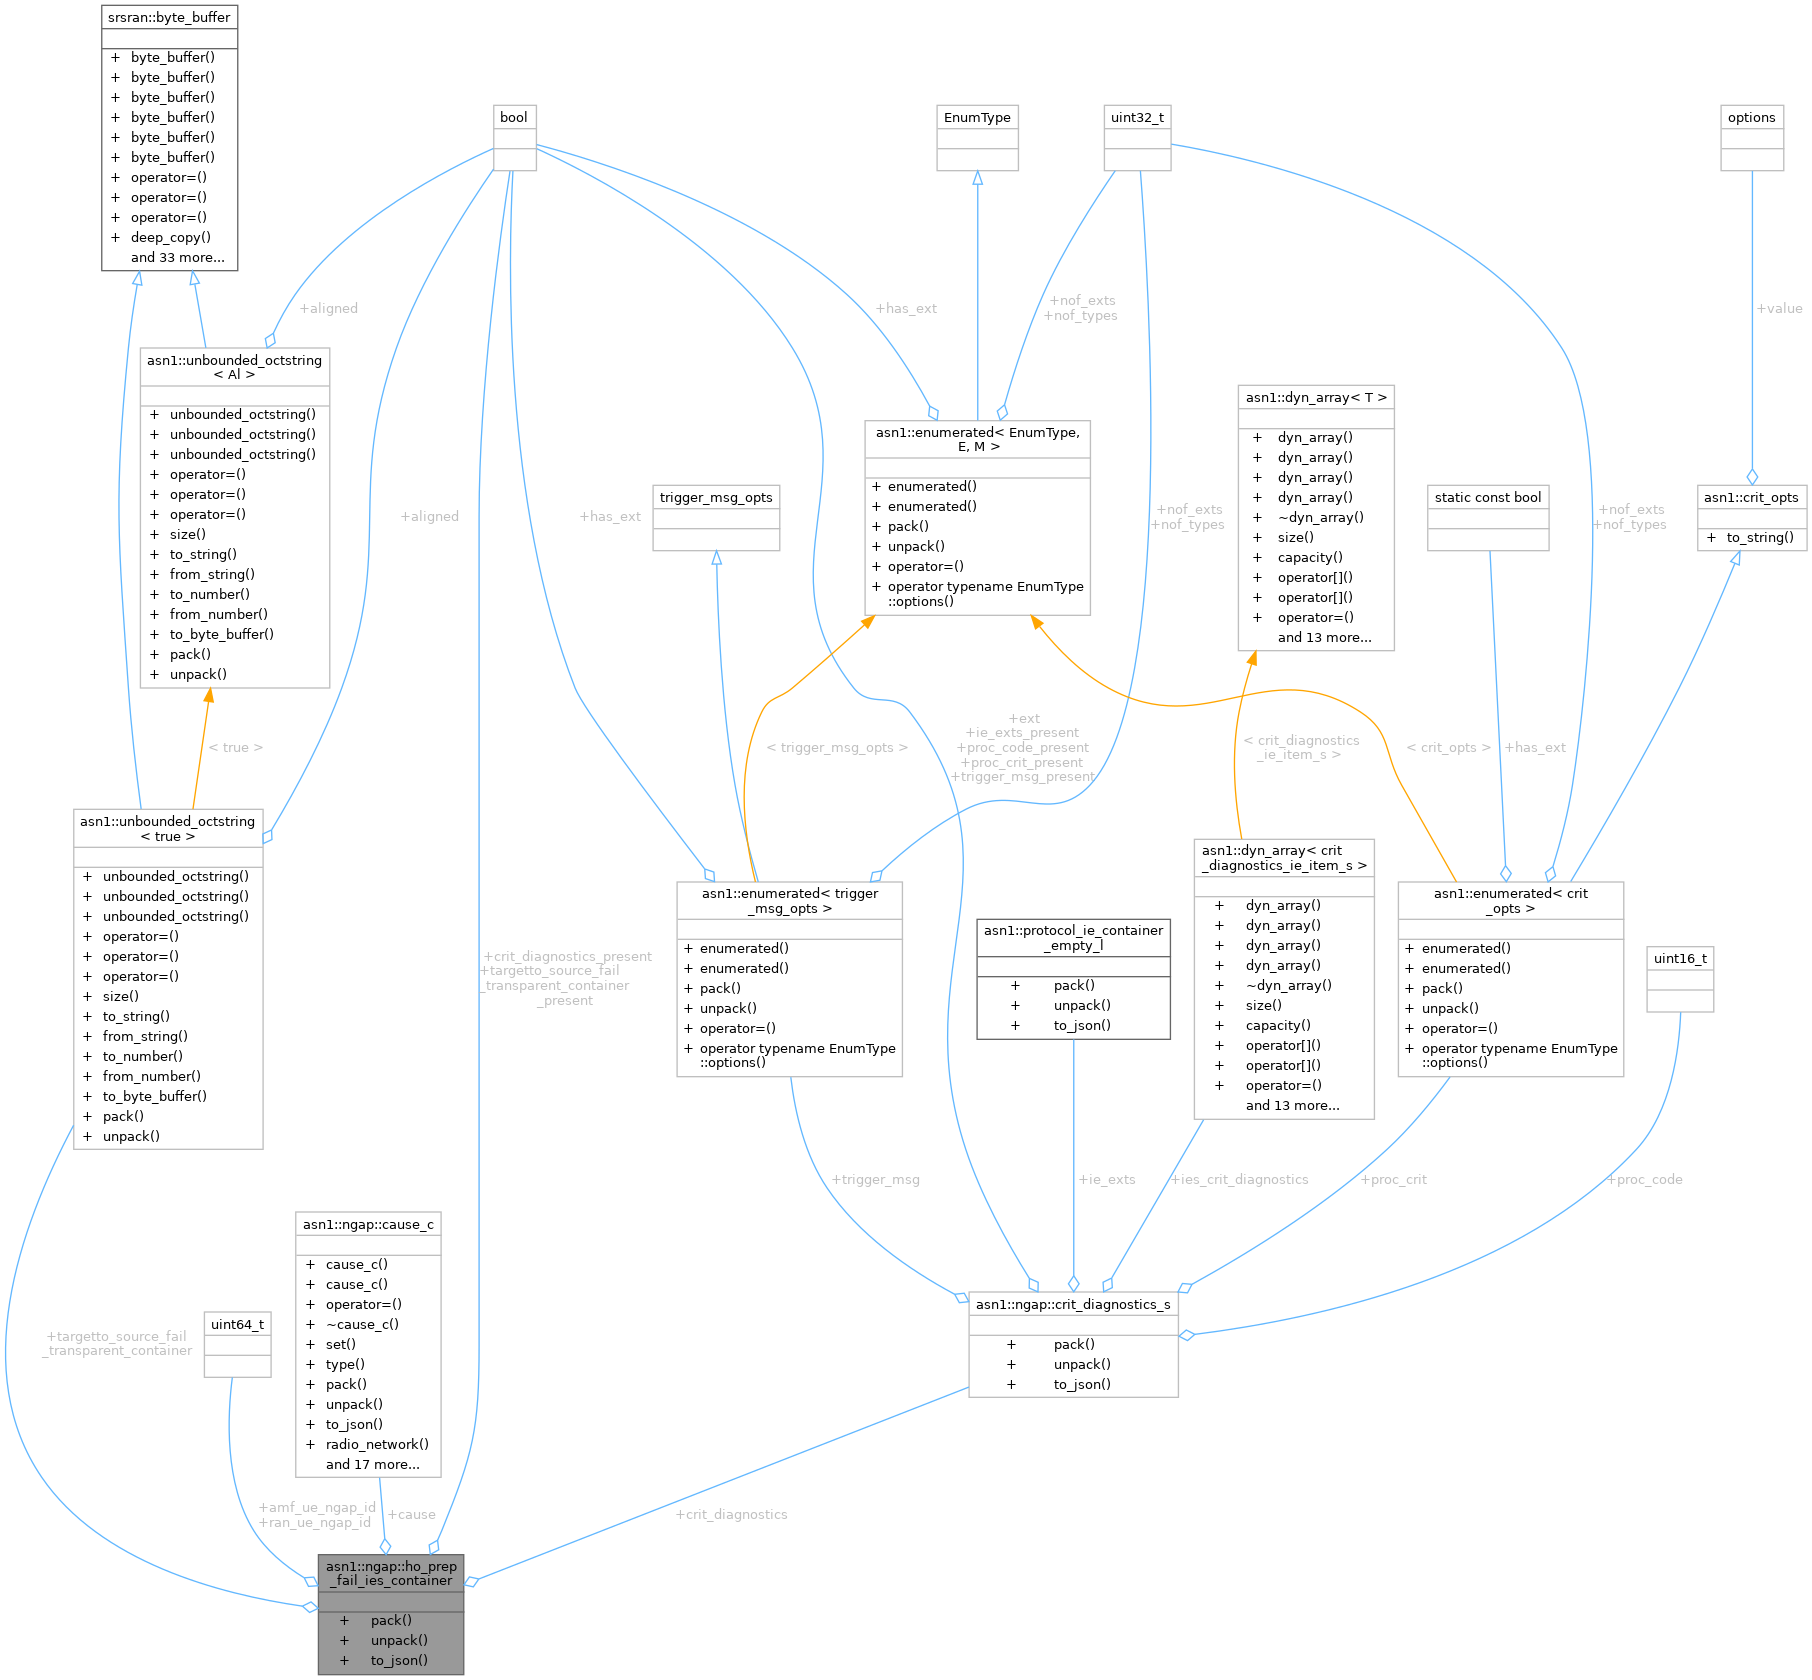 srsran::byte_buffer
+ byte_buffer()
+ byte_buffer()
+ byte_buffer()
+ byte_buffer()
+ byte_buffer()
+ byte_buffer()
+ operator=()
+ operator=()
+ operator=()
+ deep_copy()
and 33 more...
bool
EnumType
uint32_t
options
+aligned
+has_ext
+nof_exts
+nof_types
+value
asn1::unbounded_octstring
< Al >
+ unbounded_octstring()
+ unbounded_octstring()
+ unbounded_octstring()
+ operator=()
+ operator=()
+ operator=()
+ size()
+ to_string()
+ from_string()
+ to_number()
+ from_number()
+ to_byte_buffer()
+ pack()
+ unpack()
+aligned
+has_ext
trigger_msg_opts
asn1::enumerated< EnumType,
E, M >
+ enumerated()
+ enumerated()
+ pack()
+ unpack()
+ operator=()
+ operator typename EnumType
::options()
+nof_exts
+nof_types
asn1::dyn_array< T >
+ dyn_array()
+ dyn_array()
+ dyn_array()
+ dyn_array()
+ ~dyn_array()
+ size()
+ capacity()
+ operator[]()
+ operator[]()
+ operator=()
and 13 more...
static const bool
+nof_exts
+nof_types
asn1::crit_opts
+ to_string()
< true >
< trigger_msg_opts >
+ext
+ie_exts_present
+proc_code_present
+proc_crit_present
+trigger_msg_present
< crit_diagnostics
_ie_item_s >
< crit_opts >
+has_ext
asn1::unbounded_octstring
< true >
+ unbounded_octstring()
+ unbounded_octstring()
+ unbounded_octstring()
+ operator=()
+ operator=()
+ operator=()
+ size()
+ to_string()
+ from_string()
+ to_number()
+ from_number()
+ to_byte_buffer()
+ pack()
+ unpack()
+crit_diagnostics_present
+targetto_source_fail
_transparent_container
_present
asn1::enumerated< trigger
_msg_opts >
+ enumerated()
+ enumerated()
+ pack()
+ unpack()
+ operator=()
+ operator typename EnumType
::options()
asn1::protocol_ie_container
_empty_l
+ pack()
+ unpack()
+ to_json()
asn1::dyn_array< crit
_diagnostics_ie_item_s >
+ dyn_array()
+ dyn_array()
+ dyn_array()
+ dyn_array()
+ ~dyn_array()
+ size()
+ capacity()
+ operator[]()
+ operator[]()
+ operator=()
and 13 more...
asn1::enumerated< crit
_opts >
+ enumerated()
+ enumerated()
+ pack()
+ unpack()
+ operator=()
+ operator typename EnumType
::options()
uint16_t
+trigger_msg
+ie_exts
+ies_crit_diagnostics
+proc_crit
+proc_code
+targetto_source_fail
_transparent_container
uint64_t
asn1::ngap::cause_c
+ cause_c()
+ cause_c()
+ operator=()
+ ~cause_c()
+ set()
+ type()
+ pack()
+ unpack()
+ to_json()
+ radio_network()
and 17 more...
asn1::ngap::crit_diagnostics_s
+ pack()
+ unpack()
+ to_json()
+amf_ue_ngap_id
+ran_ue_ngap_id
+cause
+crit_diagnostics
asn1::ngap::ho_prep
_fail_ies_container
+ pack()
+ unpack()
+ to_json()